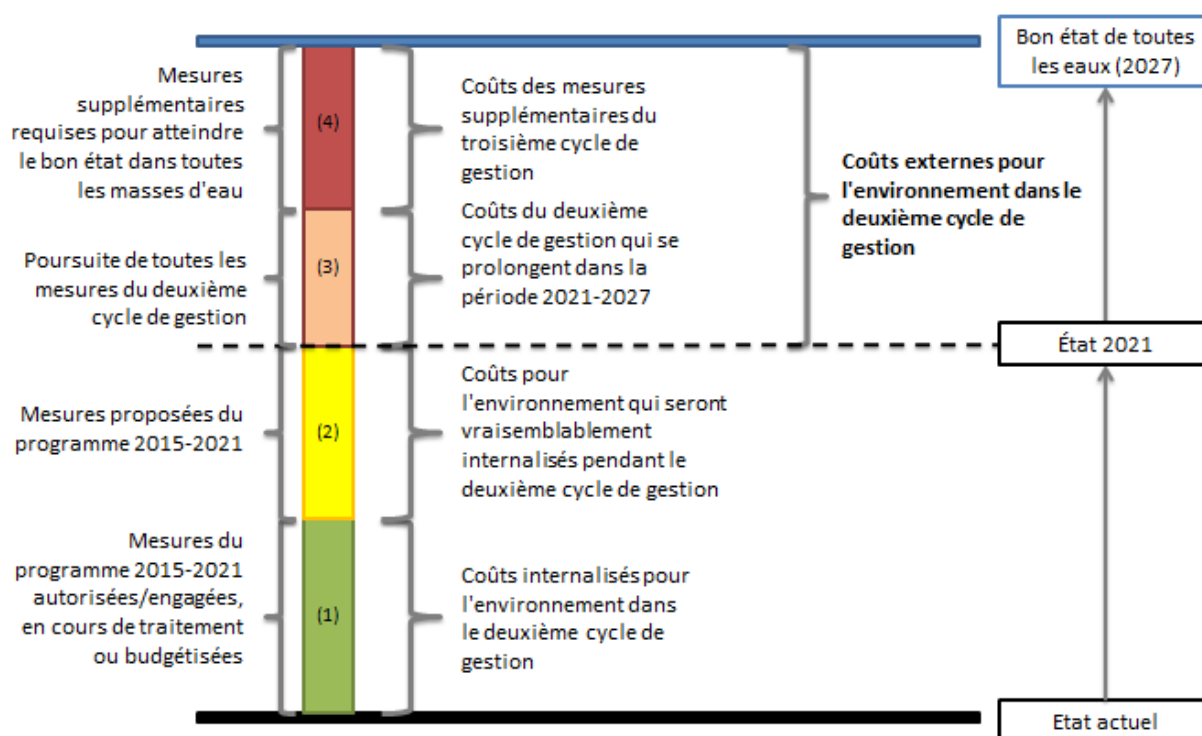 Bon état de toutes
les eaux (2027)
Mesures
supplémentaires
requises pour atteindre
le bon état dans toutes
les masses d'eau
(4)
Coûts des mesures
supplémentaires du
troisième cycle de
gestion
Coûts externes pour
l'environnement dans le
deuxième cycle de
gestion
Poursuite de toutes les
mesures du deuxième
cycle de gestion
(3)
Coûts du deuxième
cycle de gestion qui se
prolongent dans la
période 2021-2027
État 2021
Mesures proposées du
programme 2015-2021
(2)
Coûts pour
l'environnement qui seront
vraisemblablement
internalisés pendant le
deuxième cycle de gestion
Mesures du
programme 2015-2021
autorisées/engagées,
en cours de traitement
ou budgétisées
(1)
Coûts internalisés pour
l'environnement dans
le deuxième cycle de
gestion
Etat actuel